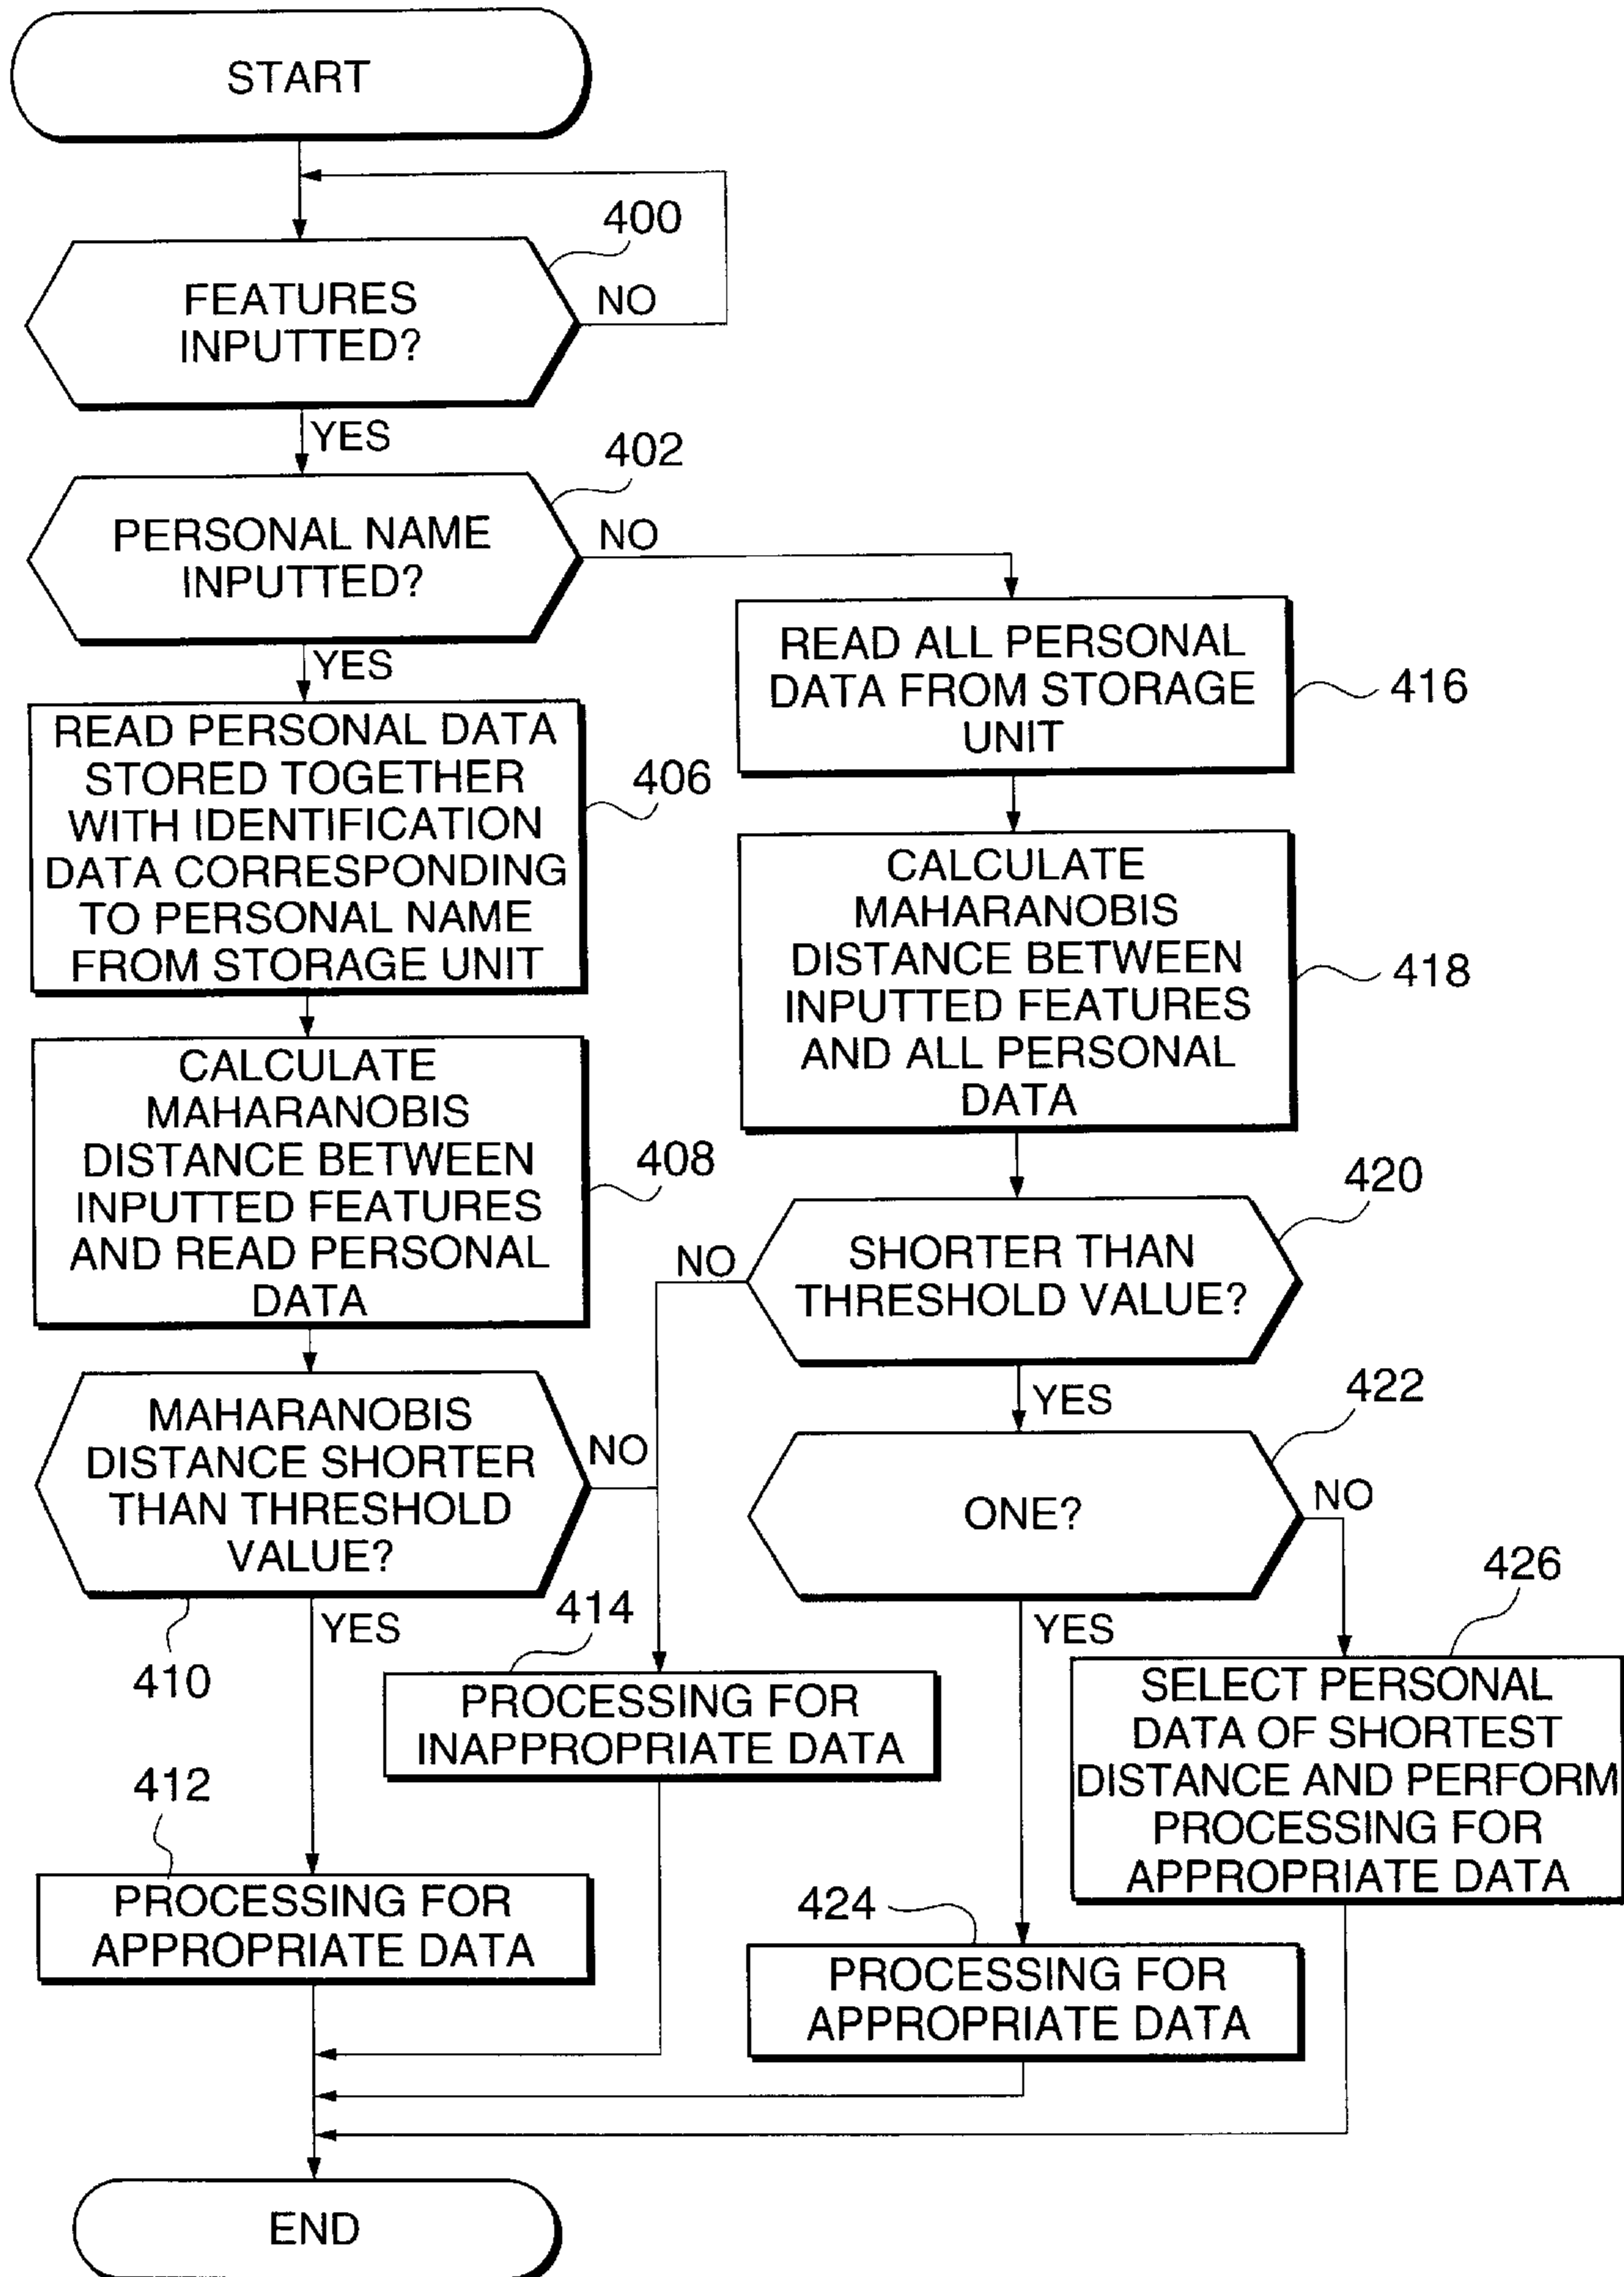 START
400
FEATURES
INPUTTED?
NO
YES
402
PERSONAL NAME
INPUTTED?
NO
YES
READ PERSONAL DATA
STORED TOGETHER
WITH IDENTIFICATION
DATA CORRESPONDING
TO PERSONAL NAME
FROM STORAGE UNIT
406
CALCULATE
MAHARANOBIS
DISTANCE BETWEEN
INPUTTED FEATURES
AND READ PERSONAL
DATA
408
MAHARANOBIS
DISTANCE SHORTER
THAN THRESHOLD
VALUE?
NO
410
YES
412
PROCESSING FOR
APPROPRIATE DATA
414
PROCESSING FOR
INAPPROPRIATE DATA
READ ALL PERSONAL
DATA FROM STORAGE
UNIT
416
CALCULATE
MAHARANOBIS
DISTANCE BETWEEN
INPUTTED FEATURES
AND ALL PERSONAL
DATA
418
420
NO
SHORTER THAN
THRESHOLD VALUE?
YES
422
ONE?
NO
YES
424
PROCESSING FOR
APPROPRIATE DATA
426
SELECT PERSONAL
DATA OF SHORTEST
DISTANCE AND PERFORM
PROCESSING FOR
APPROPRIATE DATA
END